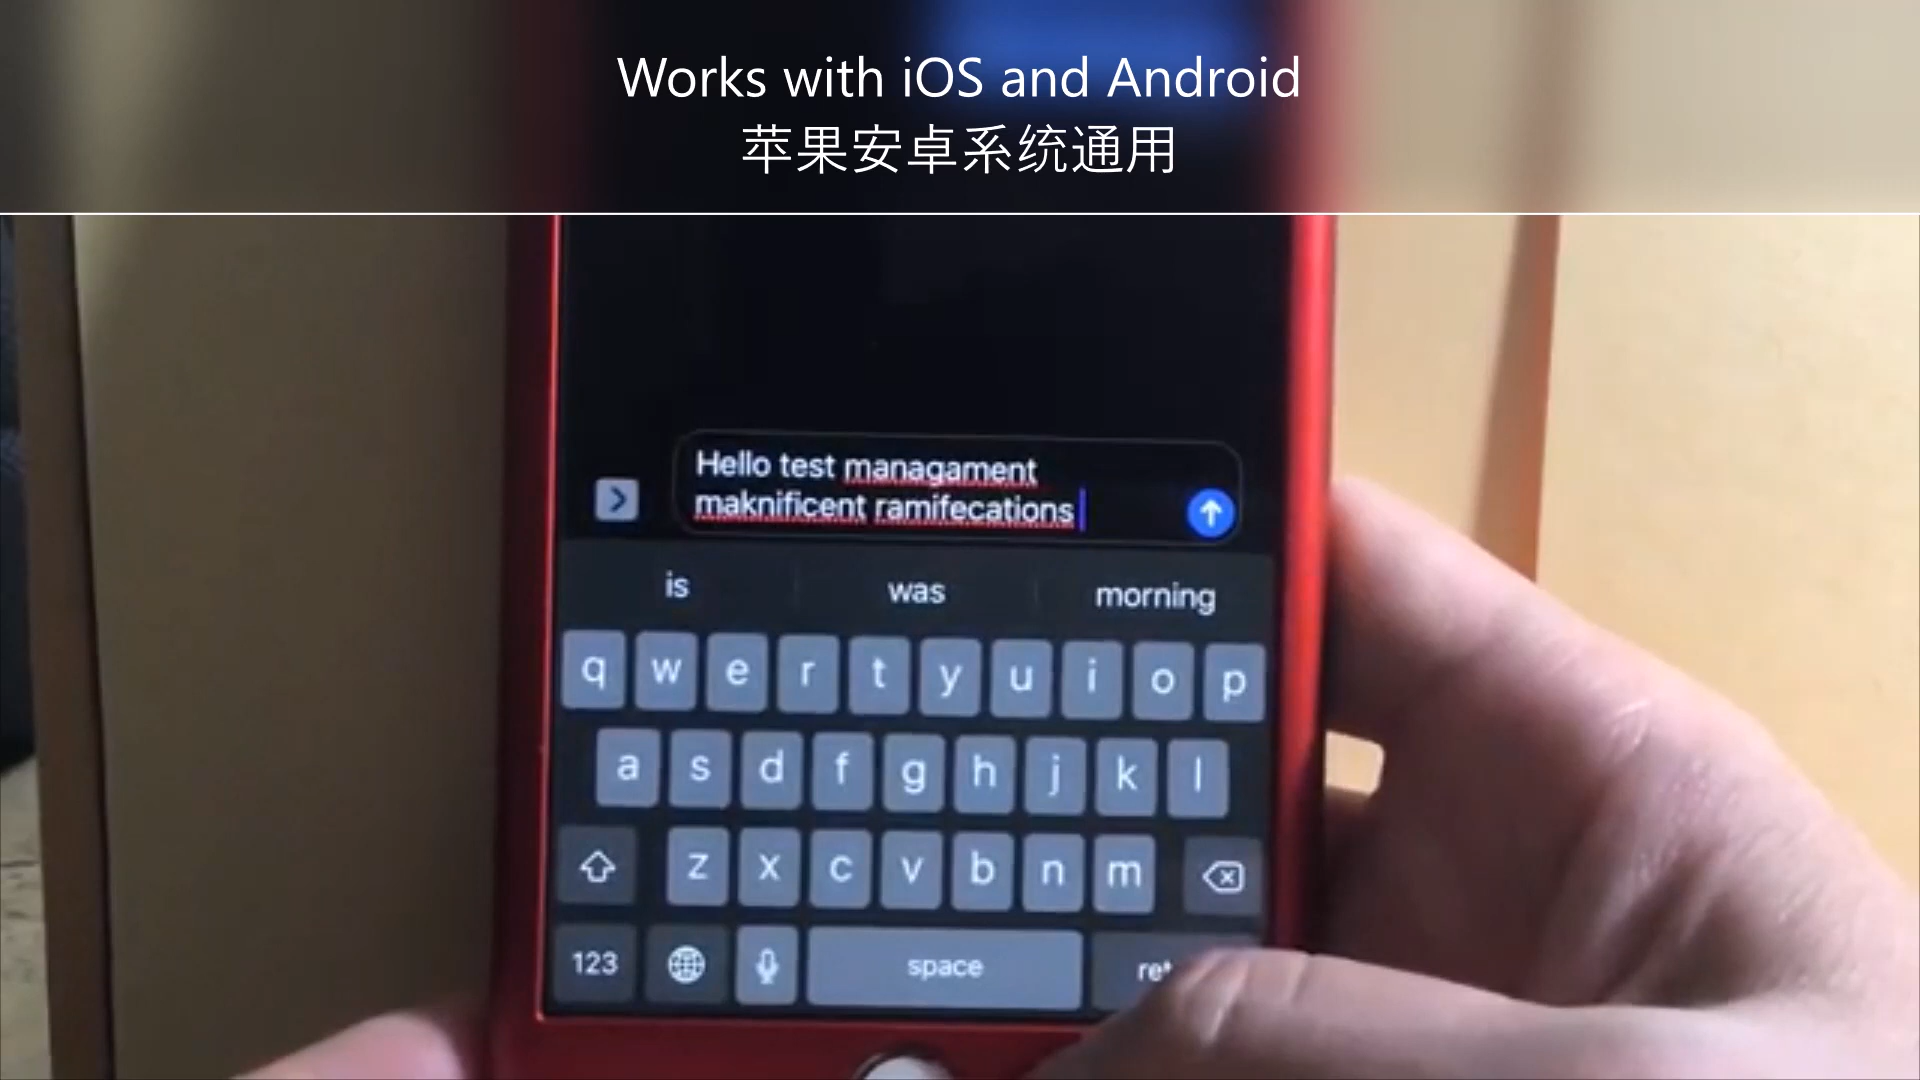 Works with iOS and Android
苹果安卓系统通用
Hello test managament
maknificent ramifecations
is was morning
q w e r t y u i o p
a s d f g h j k l
z x c v b n m
123 space